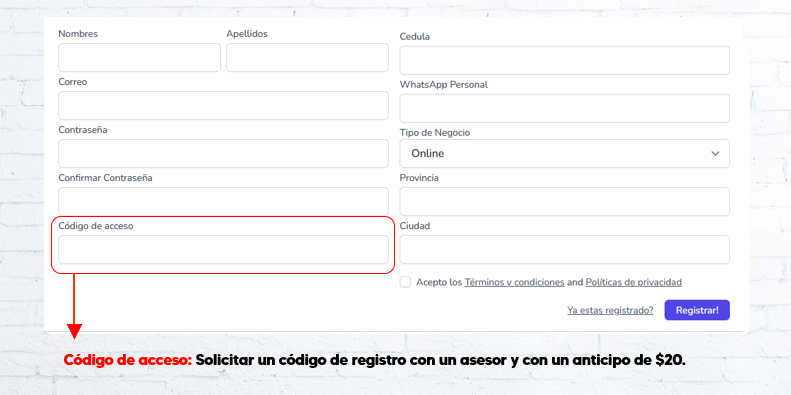 Nombres
Apellidos
Correo
Contraseña
Confirmar Contraseña
Código de acceso
Cedula
WhatsApp Personal
Tipo de Negocio
Online
Provincia
Ciudad
Acepto los Términos y condiciones and Políticas de privacidad
Ya estas registrado? Registrar!
Código de acceso: Solicitar un código de registro con un asesor y con un anticipo de $20.